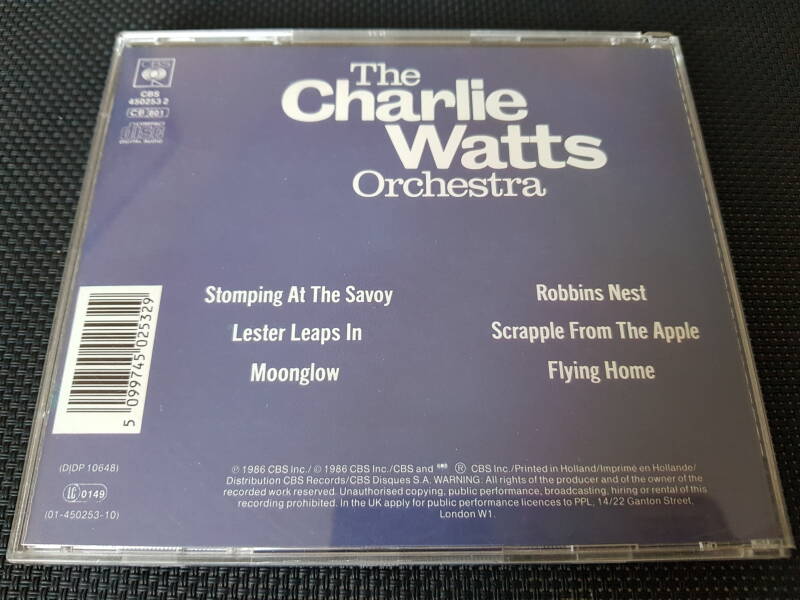 CBS
CBS
450253 2
CB 801
COMPACT
disc
DIGITAL AUDIO
The
Charlie
Watts
Orchestra
Stomping At The Savoy
Lester Leaps In
Moonglow
Robbins Nest
Scrapple From The Apple
Flying Home
5 099745 025329
(DIDP 10648)
LC 0149
(01-450253-10)
℗ 1986 CBS Inc./© 1986 CBS Inc./CBS and ® CBS Inc./Printed in Holland/Imprimé en Hollande/
Distribution CBS Records/CBS Disques S.A. WARNING: All rights of the producer and of the owner of the
recorded work reserved. Unauthorised copying, public performance, broadcasting, hiring or rental of this
recording prohibited. In the UK apply for public performance licences to PPL, 14/22 Ganton Street,
London W1.